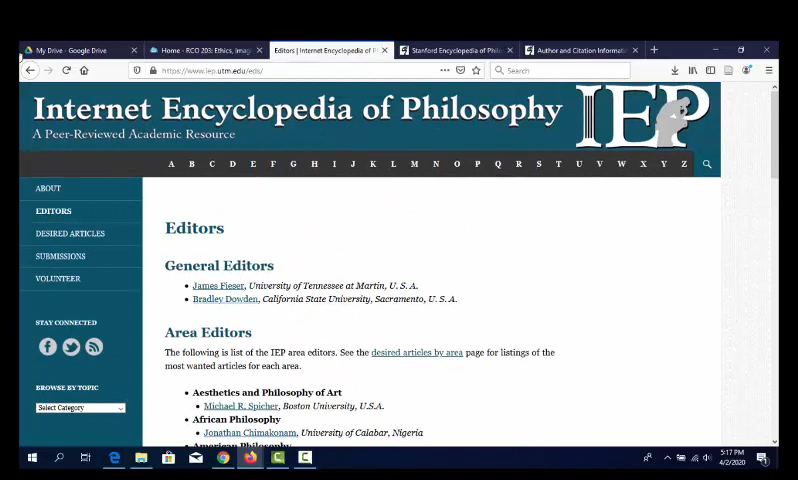 My Drive - Google Drive
Home - RCO 203: Ethics, Imag
Editors | Internet Encyclopedia of P
Stanford Encyclopedia of Philo
Author and Citation Informati
https://www.iep.utm.edu/eds/
Search
Internet Encyclopedia of Philosophy
IEP
A Peer-Reviewed Academic Resource
A B C D E F G H I J K L M N O P Q R S T U V W X Y Z
ABOUT
EDITORS
DESIRED ARTICLES
SUBMISSIONS
VOLUNTEER
STAY CONNECTED
BROWSE BY TOPIC
Select Category
Editors
General Editors
James Fieser, University of Tennessee at Martin, U. S. A.
Bradley Dowden, California State University, Sacramento, U. S. A.
Area Editors
The following is list of the IEP area editors. See the desired articles by area page for listings of the
most wanted articles for each area.
Aesthetics and Philosophy of Art
Michael R. Spicher, Boston University, U.S.A.
African Philosophy
Jonathan Chimakonam, University of Calabar, Nigeria
American Philosophy
5:17 PM
4/2/2020